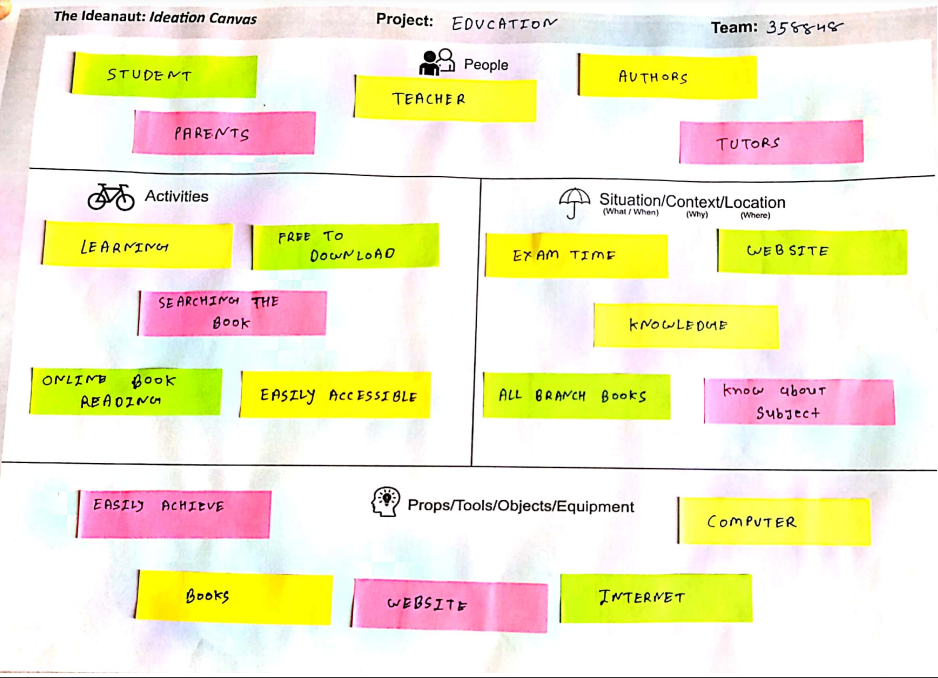 The Ideanaut: Ideation Canvas
Project: EDUCATION
Team: 358848
People
STUDENT
TEACHER
AUTHORS
PARENTS
TUTORS
Activities
LEARNING
FREE TO
DOWNLOAD
SEARCHING THE
BOOK
ONLINE BOOK
READING
EASILY ACCESSIBLE
Situation/Context/Location
(What / When) (Why) (Where)
EXAM TIME
WEBSITE
KNOWLEDGE
ALL BRANCH BOOKS
Know about
Subject
Props/Tools/Objects/Equipment
EASILY ACHIEVE
COMPUTER
BOOKS
WEBSITE
INTERNET